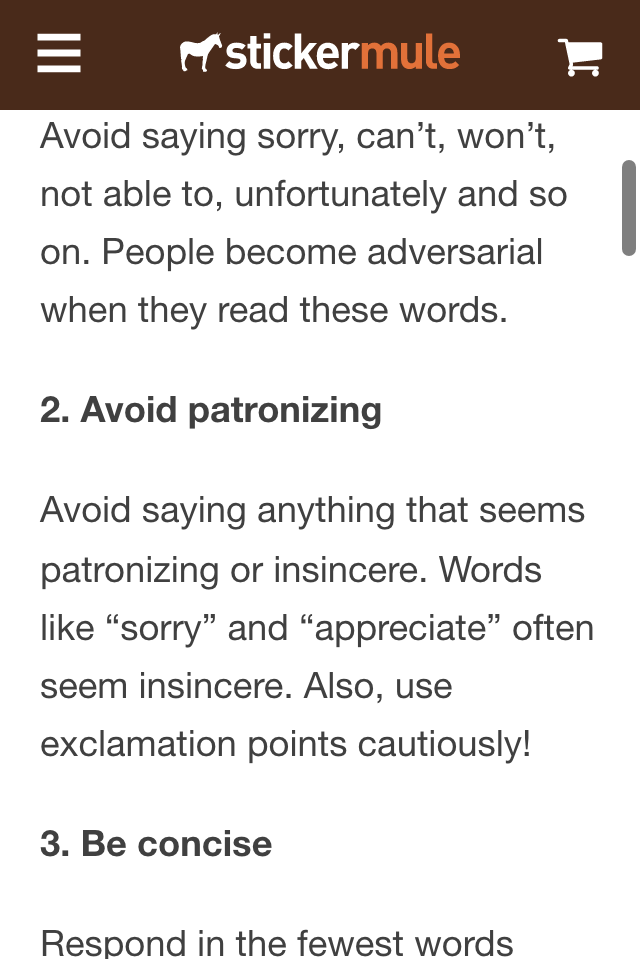 stickermule
Avoid saying sorry, can’t, won’t,
not able to, unfortunately and so
on. People become adversarial
when they read these words.
2. Avoid patronizing
Avoid saying anything that seems
patronizing or insincere. Words
like “sorry” and “appreciate” often
seem insincere. Also, use
exclamation points cautiously!
3. Be concise
Respond in the fewest words